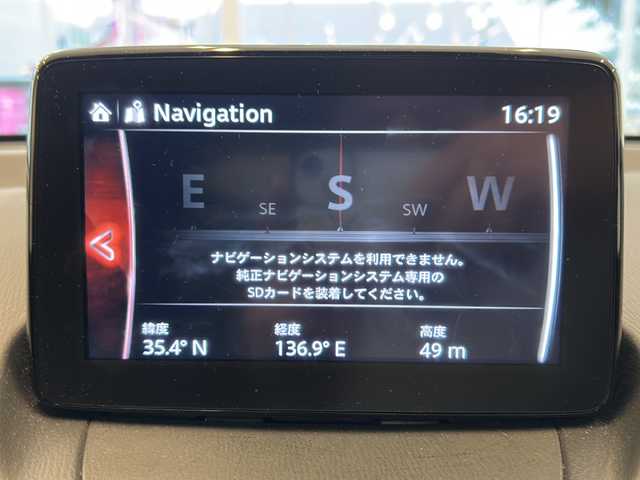 Navigation 16:19
E SE S SW W
ナビゲーションシステムを利用できません。
純正ナビゲーションシステム専用の
SDカードを装着してください。
緯度 経度 高度
35.4° N 136.9° E 49 m